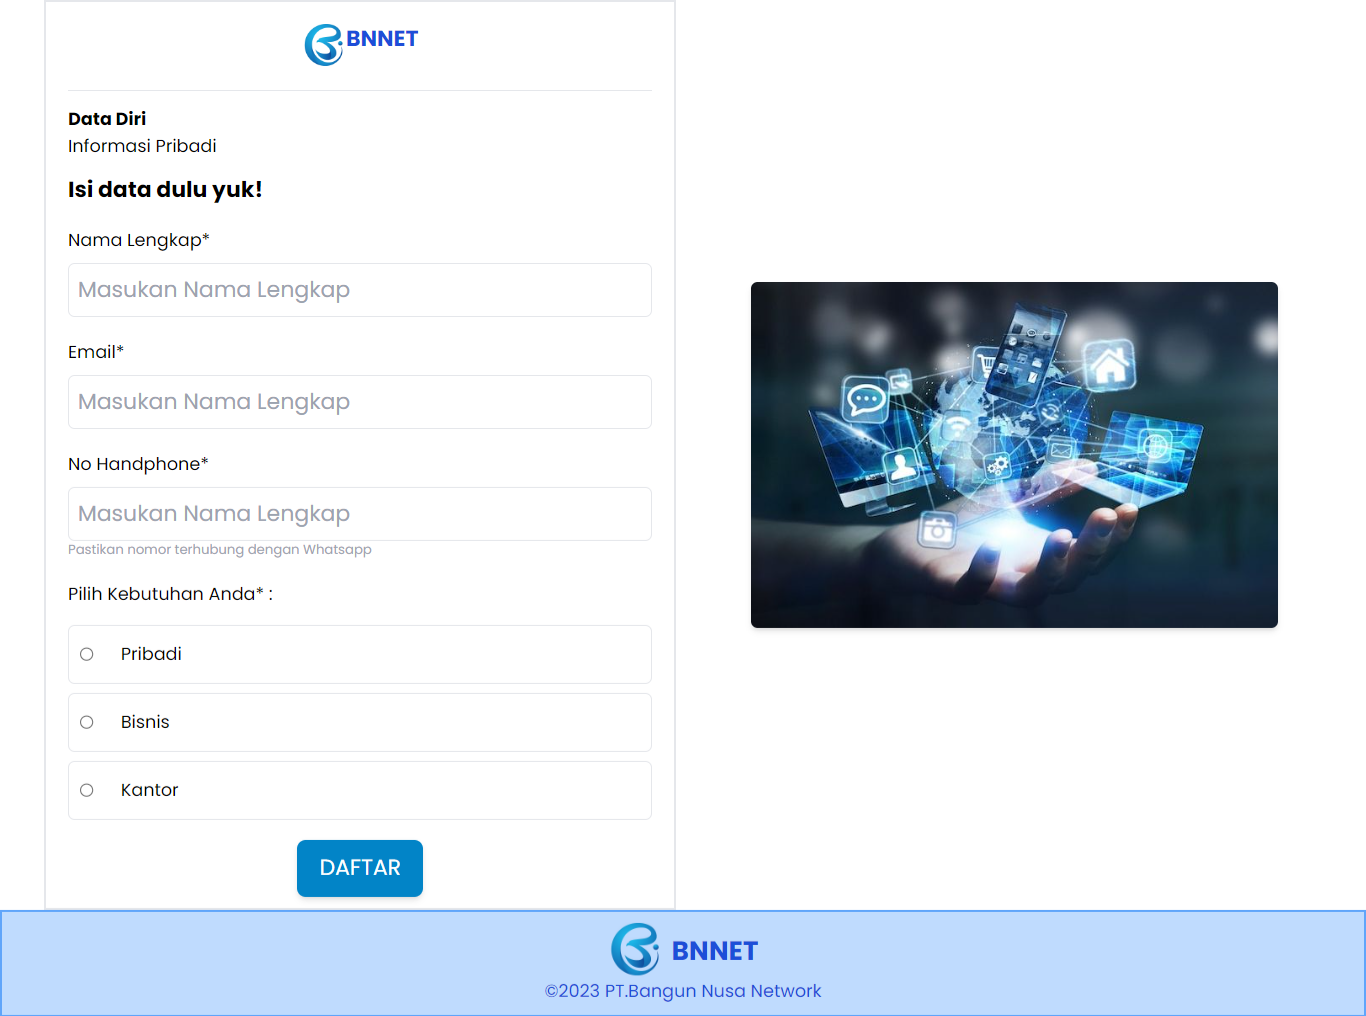 BNNET
Data Diri
Informasi Pribadi
Isi data dulu yuk!
Nama Lengkap*
Masukan Nama Lengkap
Email*
Masukan Nama Lengkap
No Handphone*
Masukan Nama Lengkap
Pastikan nomor terhubung dengan Whatsapp
Pilih Kebutuhan Anda* :
Pribadi
Bisnis
Kantor
DAFTAR
BNNET
©2023 PT.Bangun Nusa Network